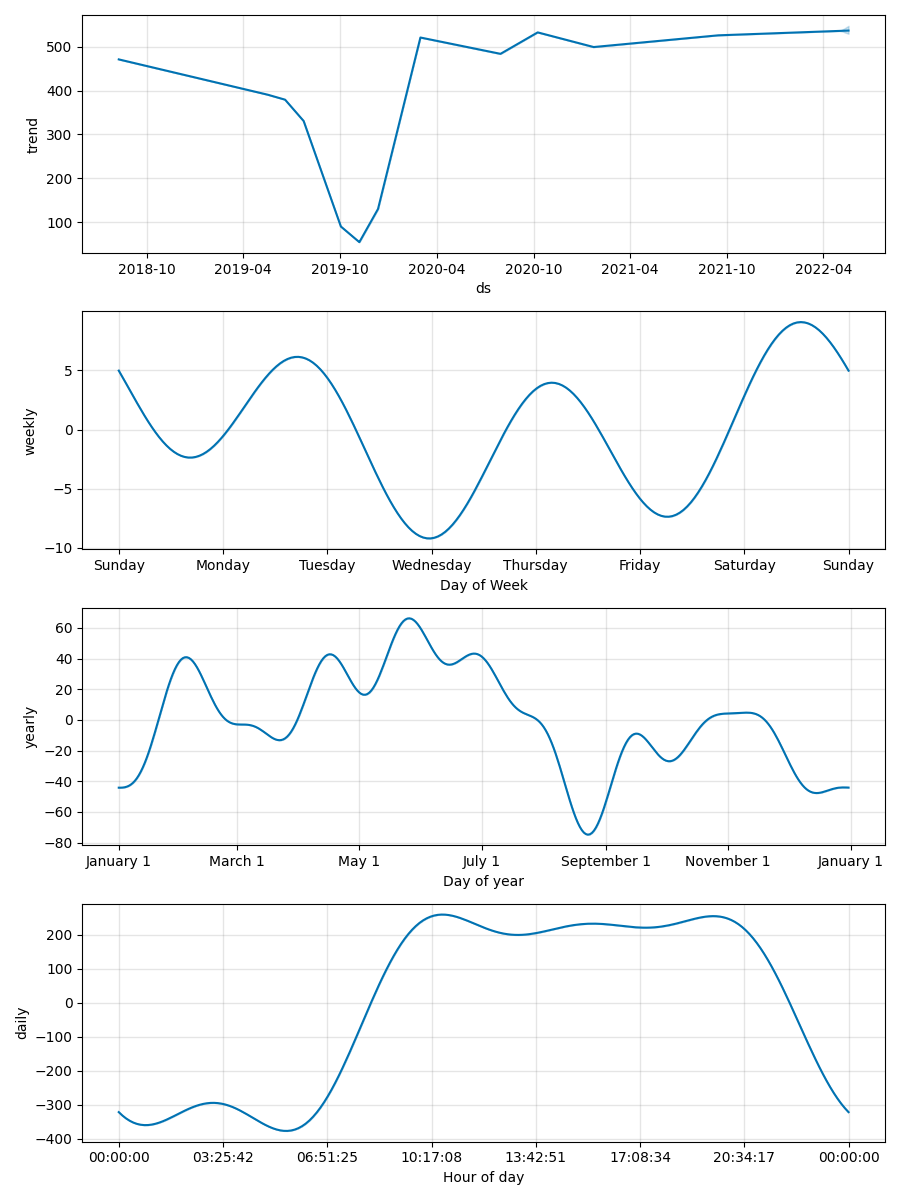 500
400
300
200
100
trend
2018-10 2019-04 2019-10 2020-04 2020-10 2021-04 2021-10 2022-04
ds
5
0
−5
−10
weekly
Sunday Monday Tuesday Wednesday Thursday Friday Saturday Sunday
Day of Week
60
40
20
0
−20
−40
−60
−80
yearly
January 1 March 1 May 1 July 1 September 1 November 1 January 1
Day of year
200
100
0
−100
−200
−300
−400
daily
00:00:00 03:25:42 06:51:25 10:17:08 13:42:51 17:08:34 20:34:17 00:00:00
Hour of day